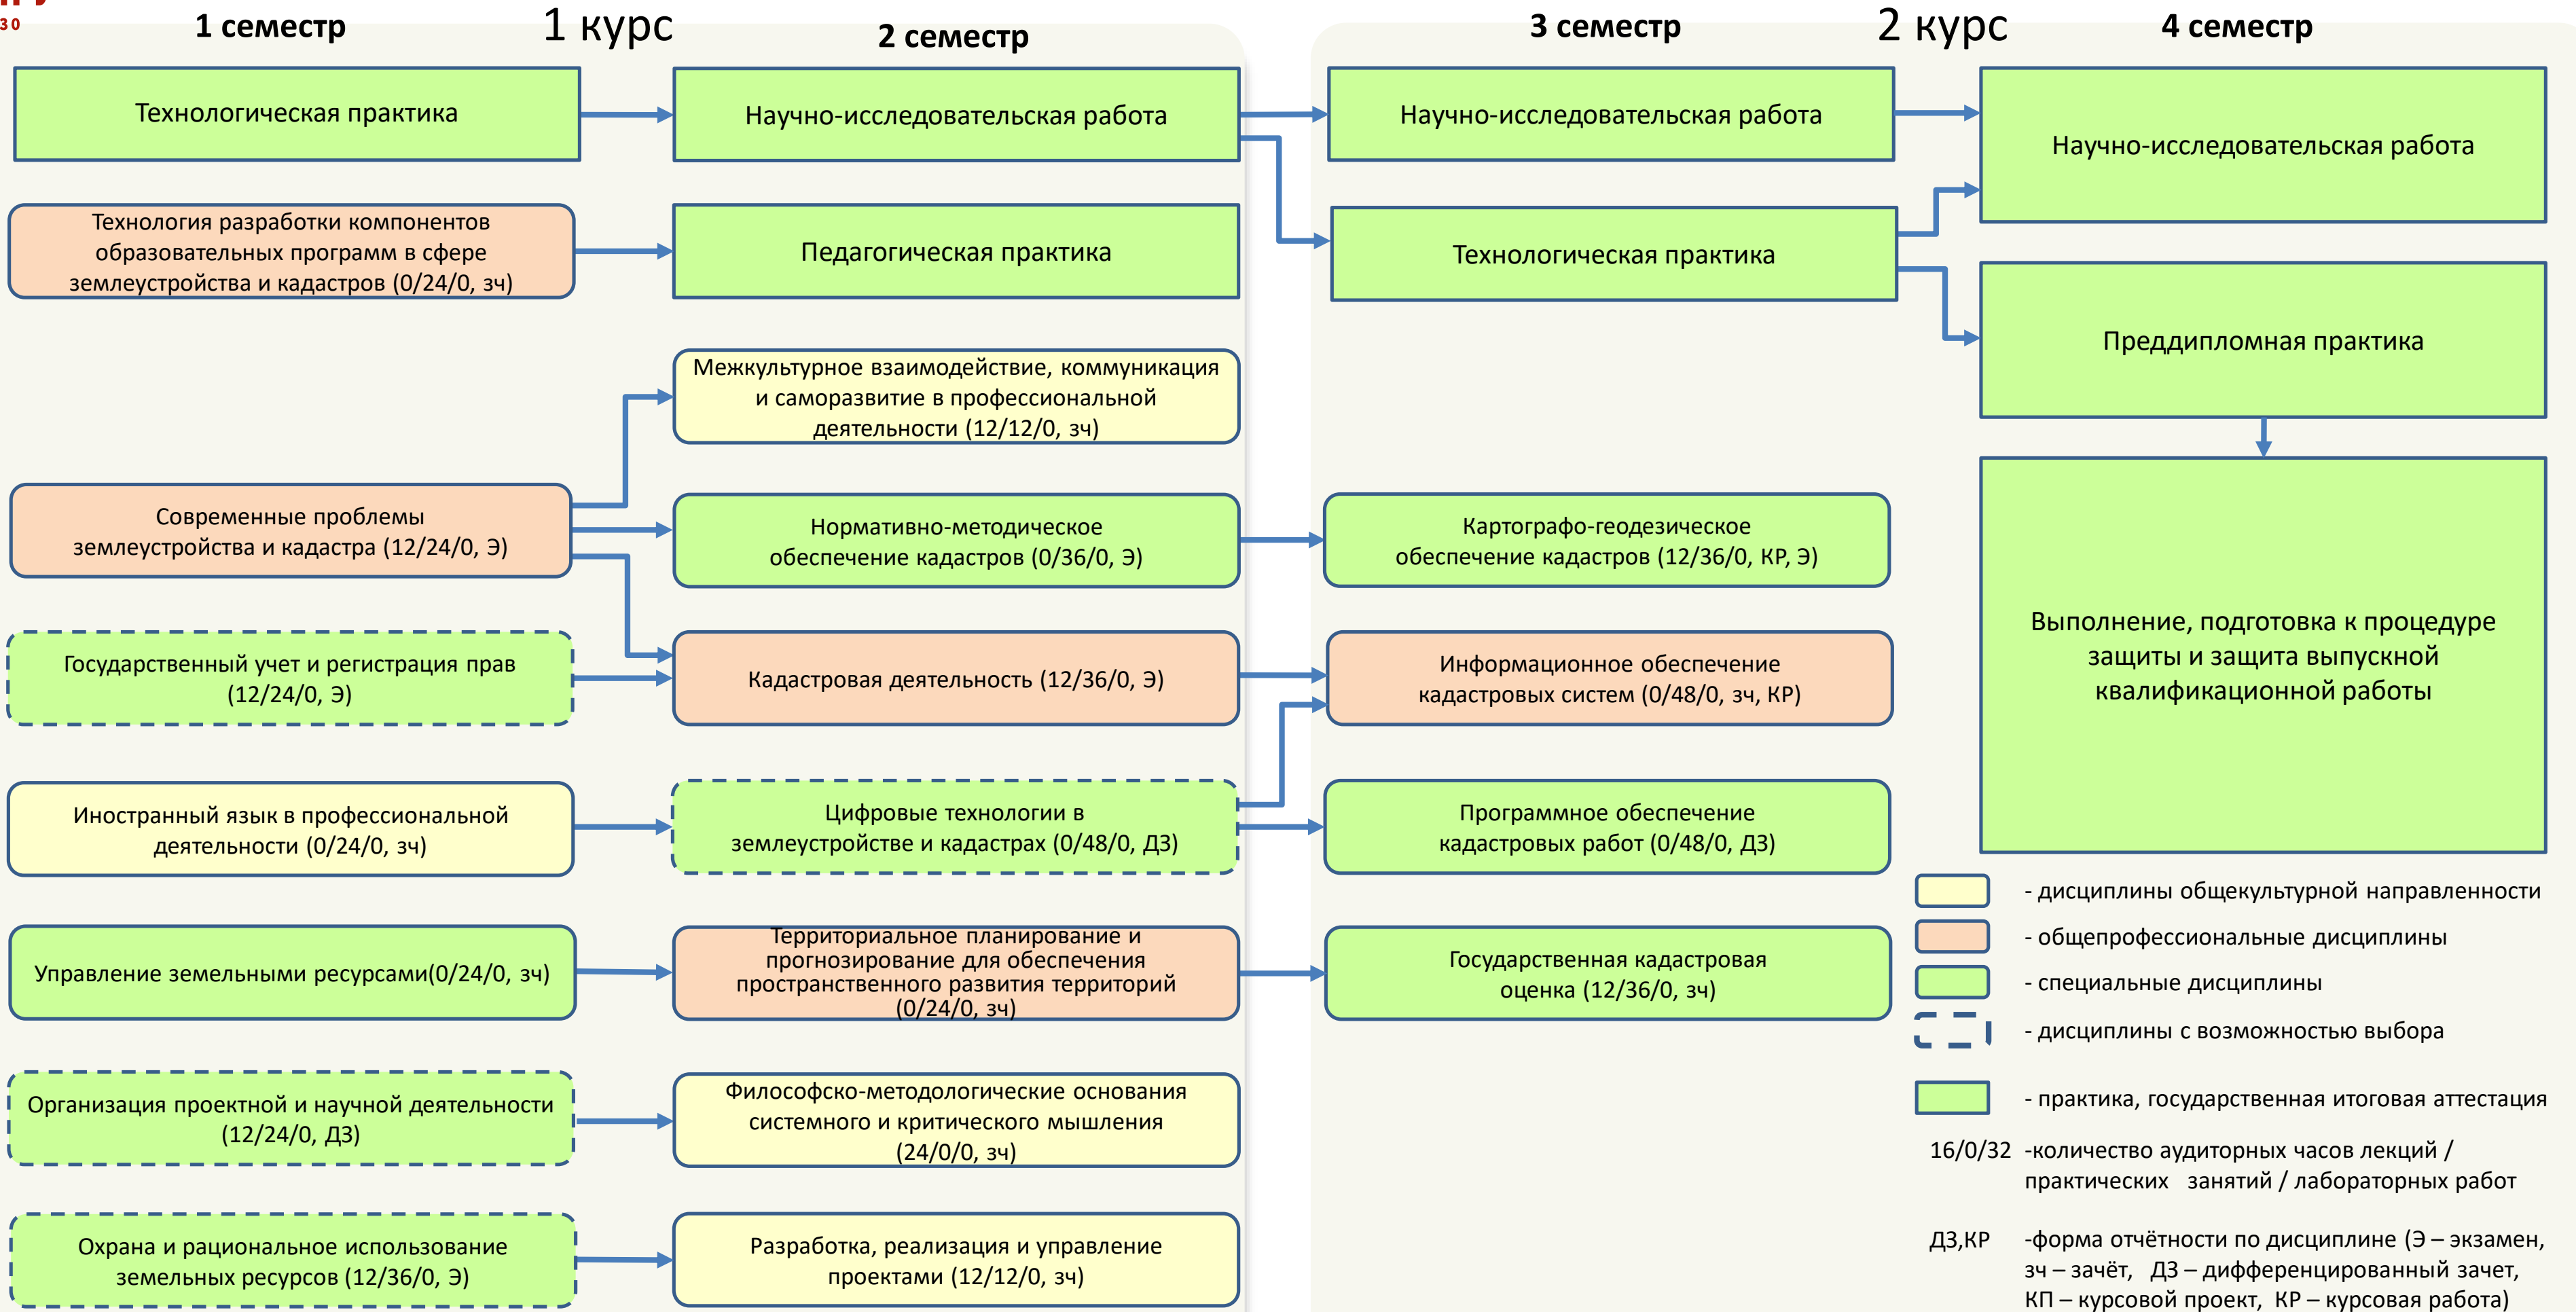 30
1 семестр
1 курс
2 семестр
3 семестр
2 курс
4 семестр
Технологическая практика
Научно-исследовательская работа
Научно-исследовательская работа
Научно-исследовательская работа
Технология разработки компонентов
образовательных программ в сфере
землеустройства и кадастров (0/24/0, зч)
Педагогическая практика
Технологическая практика
Преддипломная практика
Межкультурное взаимодействие, коммуникация
и саморазвитие в профессиональной
деятельности (12/12/0, зч)
Современные проблемы
землеустройства и кадастра (12/24/0, Э)
Нормативно-методическое
обеспечение кадастров (0/36/0, Э)
Картографо-геодезическое
обеспечение кадастров (12/36/0, КР, Э)
Выполнение, подготовка к процедуре
защиты и защита выпускной
квалификационной работы
Государственный учет и регистрация прав
(12/24/0, Э)
Кадастровая деятельность (12/36/0, Э)
Информационное обеспечение
кадастровых систем (0/48/0, зч, КР)
Иностранный язык в профессиональной
деятельности (0/24/0, зч)
Цифровые технологии в
землеустройстве и кадастрах (0/48/0, ДЗ)
Программное обеспечение
кадастровых работ (0/48/0, ДЗ)
Управление земельными ресурсами(0/24/0, зч)
Территориальное планирование и
прогнозирование для обеспечения
пространственного развития территорий
(0/24/0, зч)
Государственная кадастровая
оценка (12/36/0, зч)
Организация проектной и научной деятельности
(12/24/0, ДЗ)
Философско-методологические основания
системного и критического мышления
(24/0/0, зч)
Охрана и рациональное использование
земельных ресурсов (12/36/0, Э)
Разработка, реализация и управление
проектами (12/12/0, зч)
- дисциплины общекультурной направленности
- общепрофессиональные дисциплины
- специальные дисциплины
- дисциплины с возможностью выбора
- практика, государственная итоговая аттестация
16/0/32 -количество аудиторных часов лекций /
практических занятий / лабораторных работ
ДЗ,КР -форма отчётности по дисциплине (Э – экзамен,
зч – зачёт, ДЗ – дифференцированный зачет,
КП – курсовой проект, КР – курсовая работа)